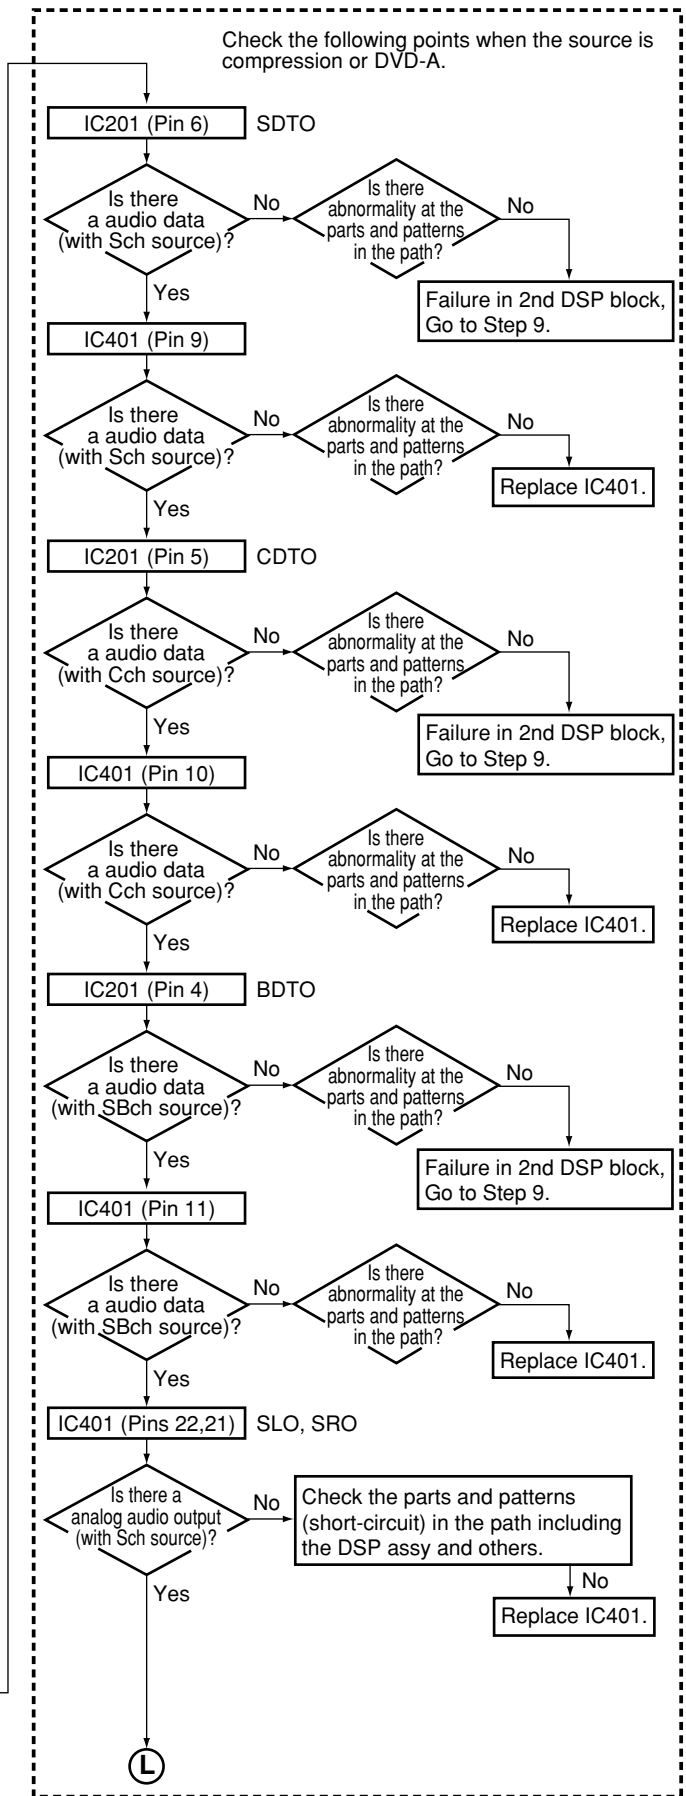 Check the following points when the source is
compression or DVD-A.
IC201 (Pin 6) SDTO
Is there
a audio data
(with Sch source)?
No
Is there
abnormality at the
parts and patterns
in the path?
No
Failure in 2nd DSP block,
Go to Step 9.
Yes
IC401 (Pin 9)
Is there
a audio data
(with Sch source)?
No
Is there
abnormality at the
parts and patterns
in the path?
No
Replace IC401.
Yes
IC201 (Pin 5) CDTO
Is there
a audio data
(with Cch source)?
No
Is there
abnormality at the
parts and patterns
in the path?
No
Failure in 2nd DSP block,
Go to Step 9.
Yes
IC401 (Pin 10)
Is there
a audio data
(with Cch source)?
No
Is there
abnormality at the
parts and patterns
in the path?
No
Replace IC401.
Yes
IC201 (Pin 4) BDTO
Is there
a audio data
(with SBch source)?
No
Is there
abnormality at the
parts and patterns
in the path?
No
Failure in 2nd DSP block,
Go to Step 9.
Yes
IC401 (Pin 11)
Is there
a audio data
(with SBch source)?
No
Is there
abnormality at the
parts and patterns
in the path?
No
Replace IC401.
Yes
IC401 (Pins 22,21) SLO, SRO
Is there a
analog audio output
(with Sch source)?
No
Check the parts and patterns
(short-circuit) in the path including
the DSP assy and others.
No
Replace IC401.
Yes
L